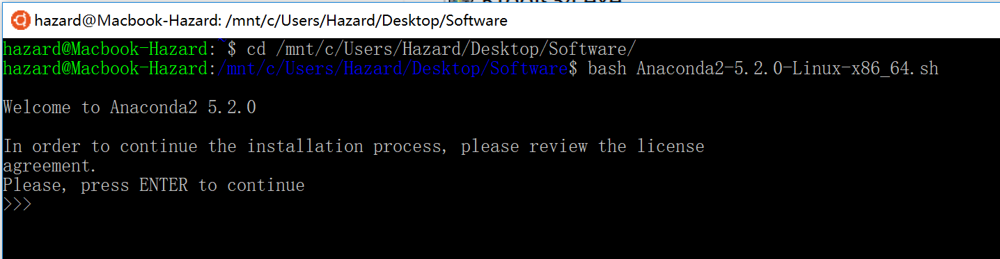 hazard@Macbook-Hazard: /mnt/c/Users/Hazard/Desktop/Software
hazard@Macbook-Hazard:~$ cd /mnt/c/Users/Hazard/Desktop/Software/
hazard@Macbook-Hazard:/mnt/c/Users/Hazard/Desktop/Software$ bash Anaconda2-5.2.0-Linux-x86_64.sh
Welcome to Anaconda2 5.2.0
In order to continue the installation process, please review the license
agreement.
Please, press ENTER to continue
>>>